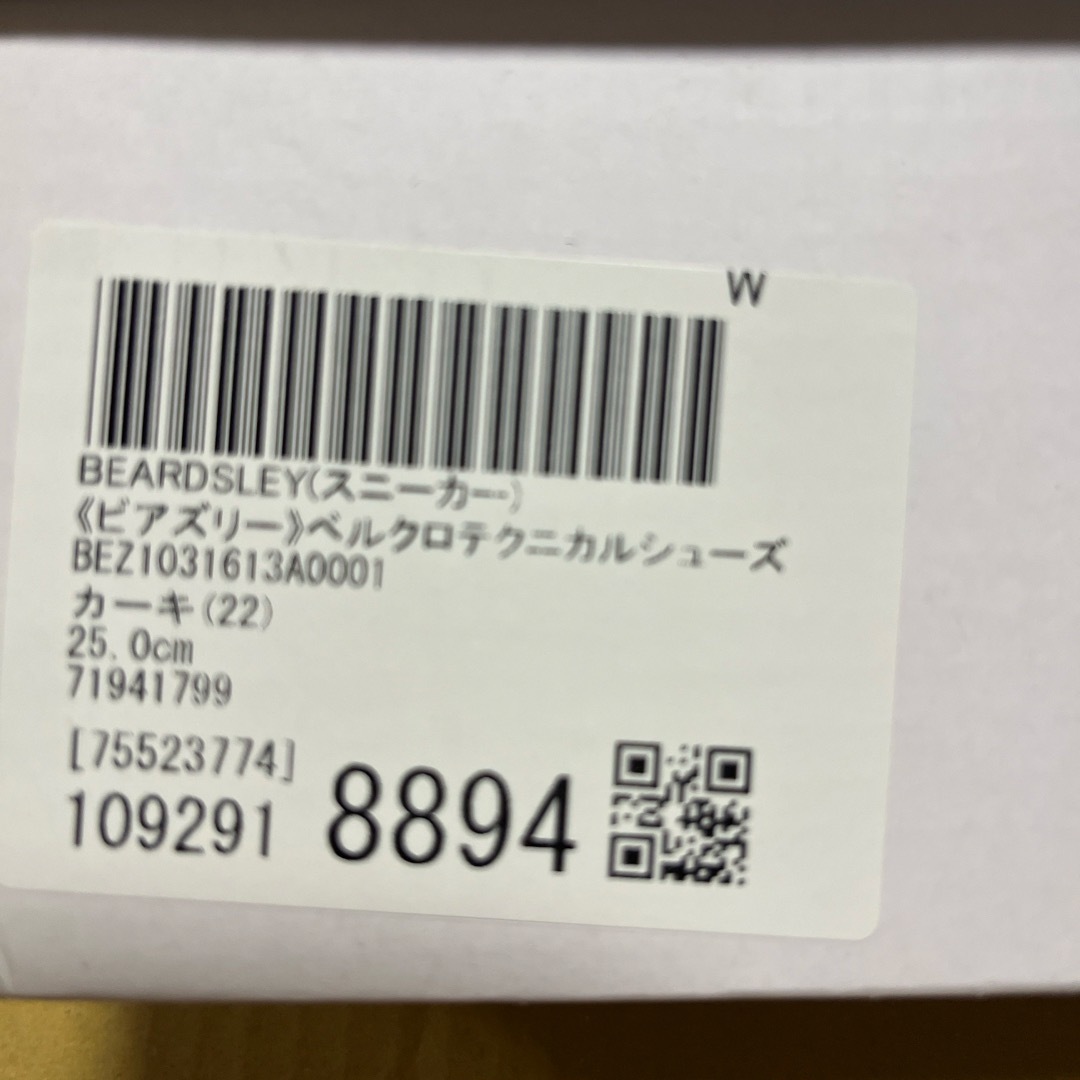 W
BEARDSLEY(スニーカー)
《ビアズリー》ベルクロテクニカルシューズ
BEZ1031613A0001
カーキ(22)
25.0cm
71941799
[75523774]
109291 8894